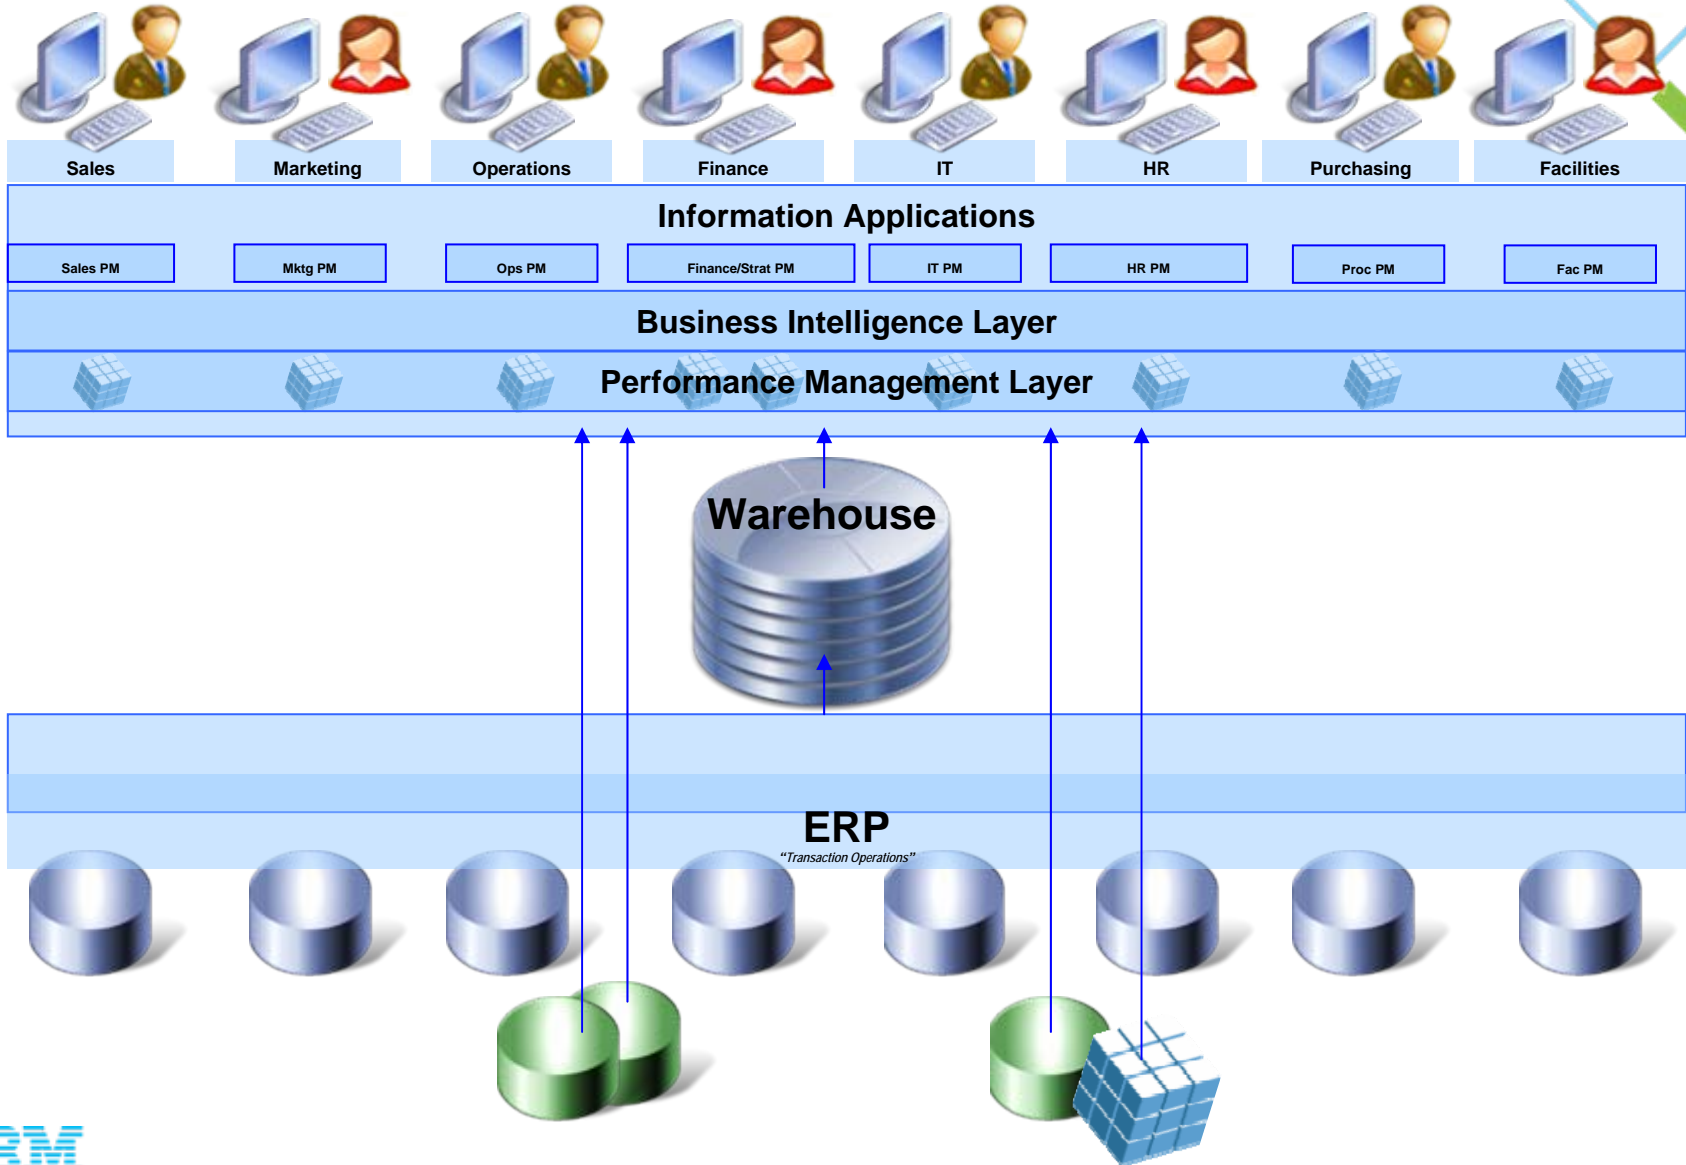 Sales
Marketing
Operations
Finance
IT
HR
Purchasing
Facilities
Information Applications
Sales PM
Mktg PM
Ops PM
Finance/Strat PM
IT PM
HR PM
Proc PM
Fac PM
Business Intelligence Layer
Performance Management Layer
Warehouse
ERP
“Transaction Operations”